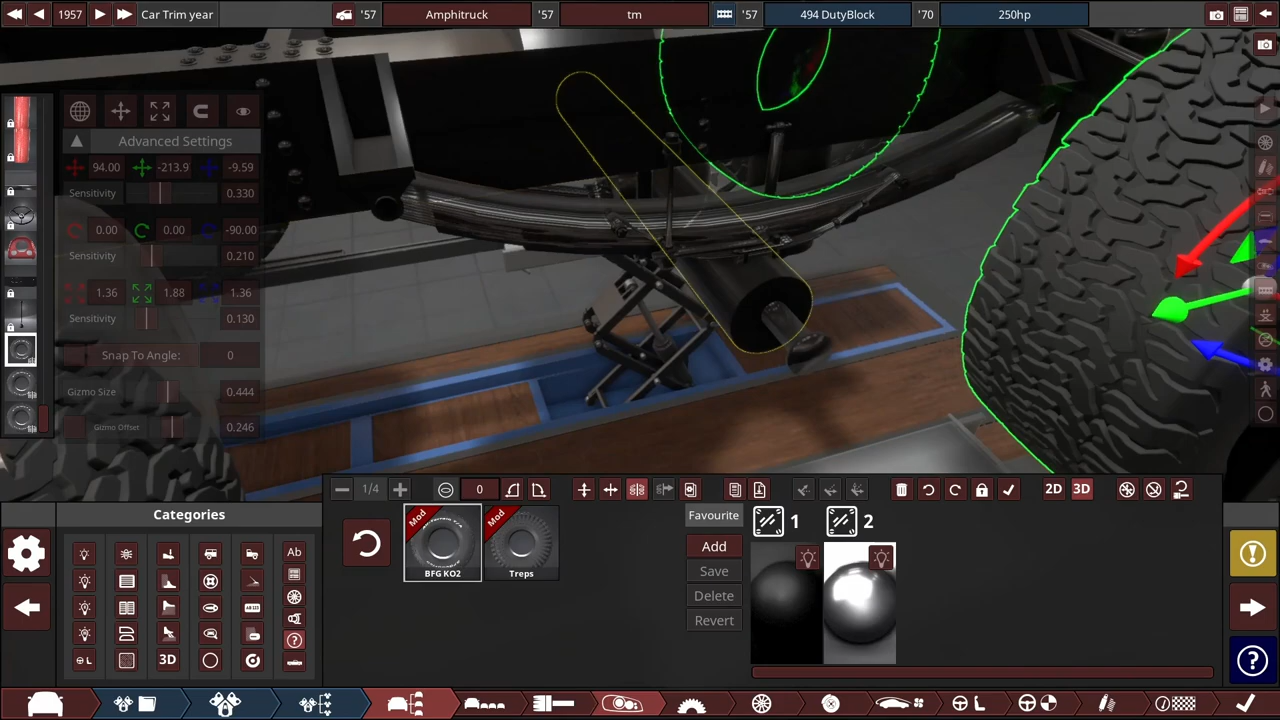 1957 Car Trim year '57 Amphitruck '57 tm '57 494 DutyBlock '70 250hp
Advanced Settings
94.00 -213.9 -9.59
Sensitivity 0.330
0.00 0.00 -90.00
Sensitivity 0.210
1.36 1.88 1.36
Sensitivity 0.130
Snap To Angle: 0
Gizmo Size 0.444
Gizmo Offset 0.246
1/4 0 2D 3D
Categories
Ab
L 3D
Mod
BFG KO2
Mod
Treps
Favourite
Add
Save
Delete
Revert
1 2